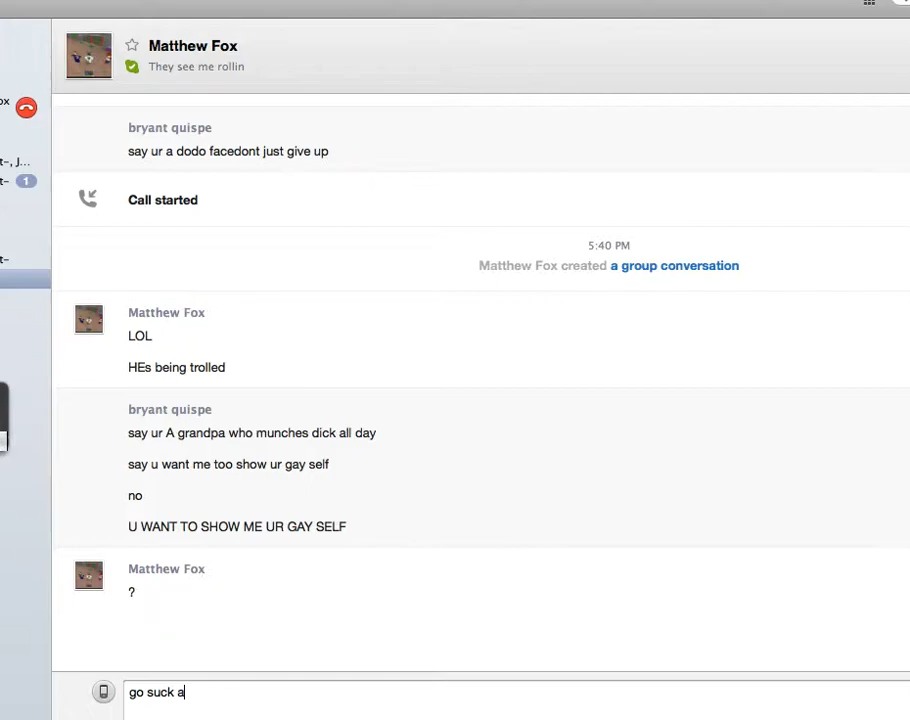 Matthew Fox
They see me rollin
ox
bryant quispe
say ur a dodo facedont just give up
t-, J...
t- 1
Call started
5:40 PM
t-
Matthew Fox created a group conversation
Matthew Fox
LOL
HEs being trolled
bryant quispe
say ur A grandpa who munches dick all day
say u want me too show ur gay self
no
U WANT TO SHOW ME UR GAY SELF
Matthew Fox
?
go suck a